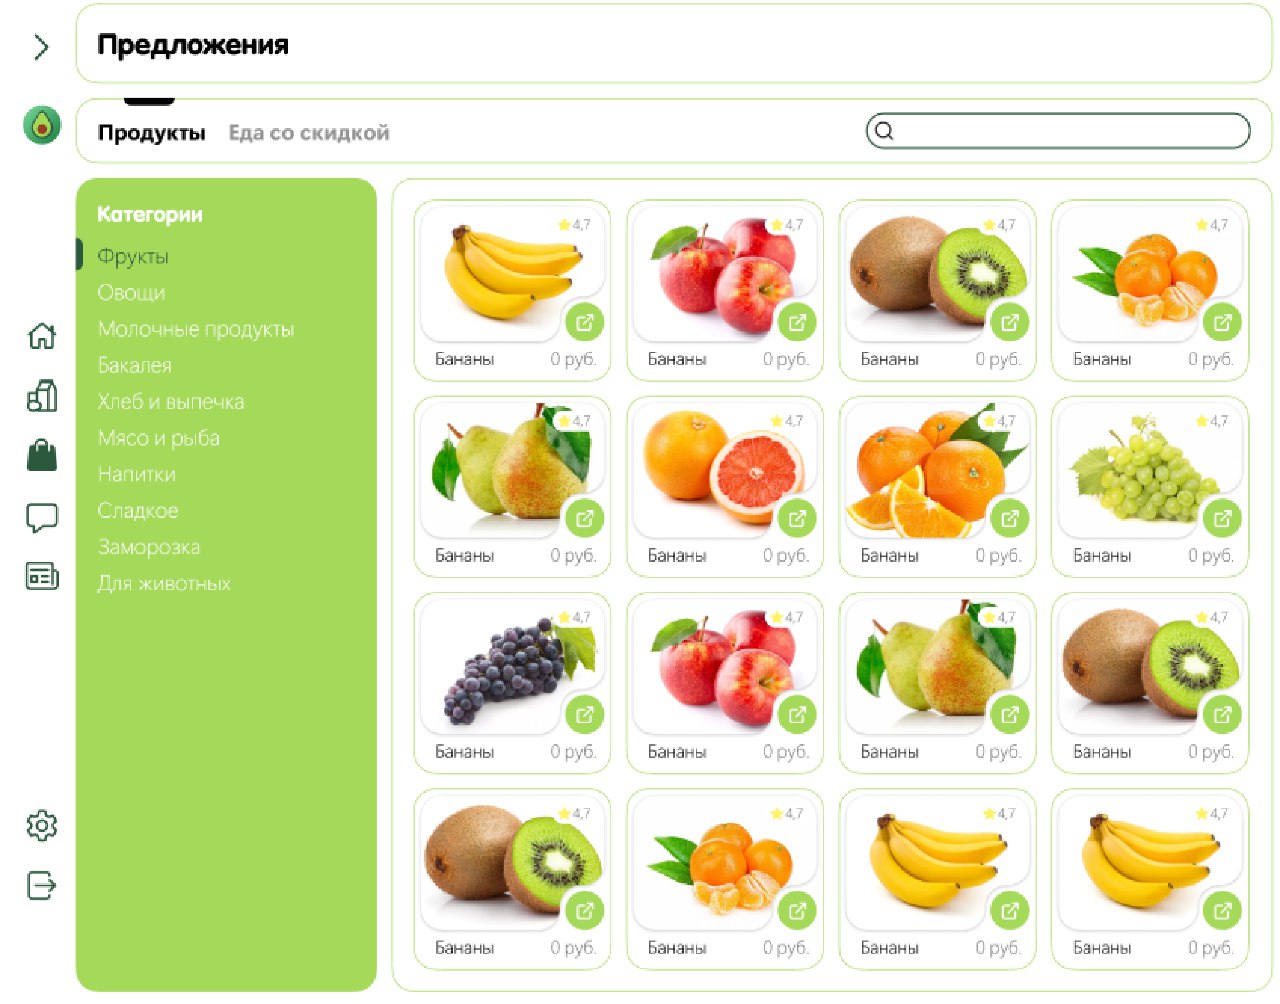 Предложения
Продукты Еда со скидкой
Категории
Фрукты
Овощи
Молочные продукты
Бакалея
Хлеб и выпечка
Мясо и рыба
Напитки
Сладкое
Заморозка
Для животных
4,7 4,7 4,7 4,7
Бананы 0 руб. Бананы 0 руб. Бананы 0 руб. Бананы 0 руб.
4,7 4,7 4,7 4,7
Бананы 0 руб. Бананы 0 руб. Бананы 0 руб. Бананы 0 руб.
4,7 4,7 4,7 4,7
Бананы 0 руб. Бананы 0 руб. Бананы 0 руб. Бананы 0 руб.
4,7 4,7 4,7 4,7
Бананы 0 руб. Бананы 0 руб. Бананы 0 руб. Бананы 0 руб.